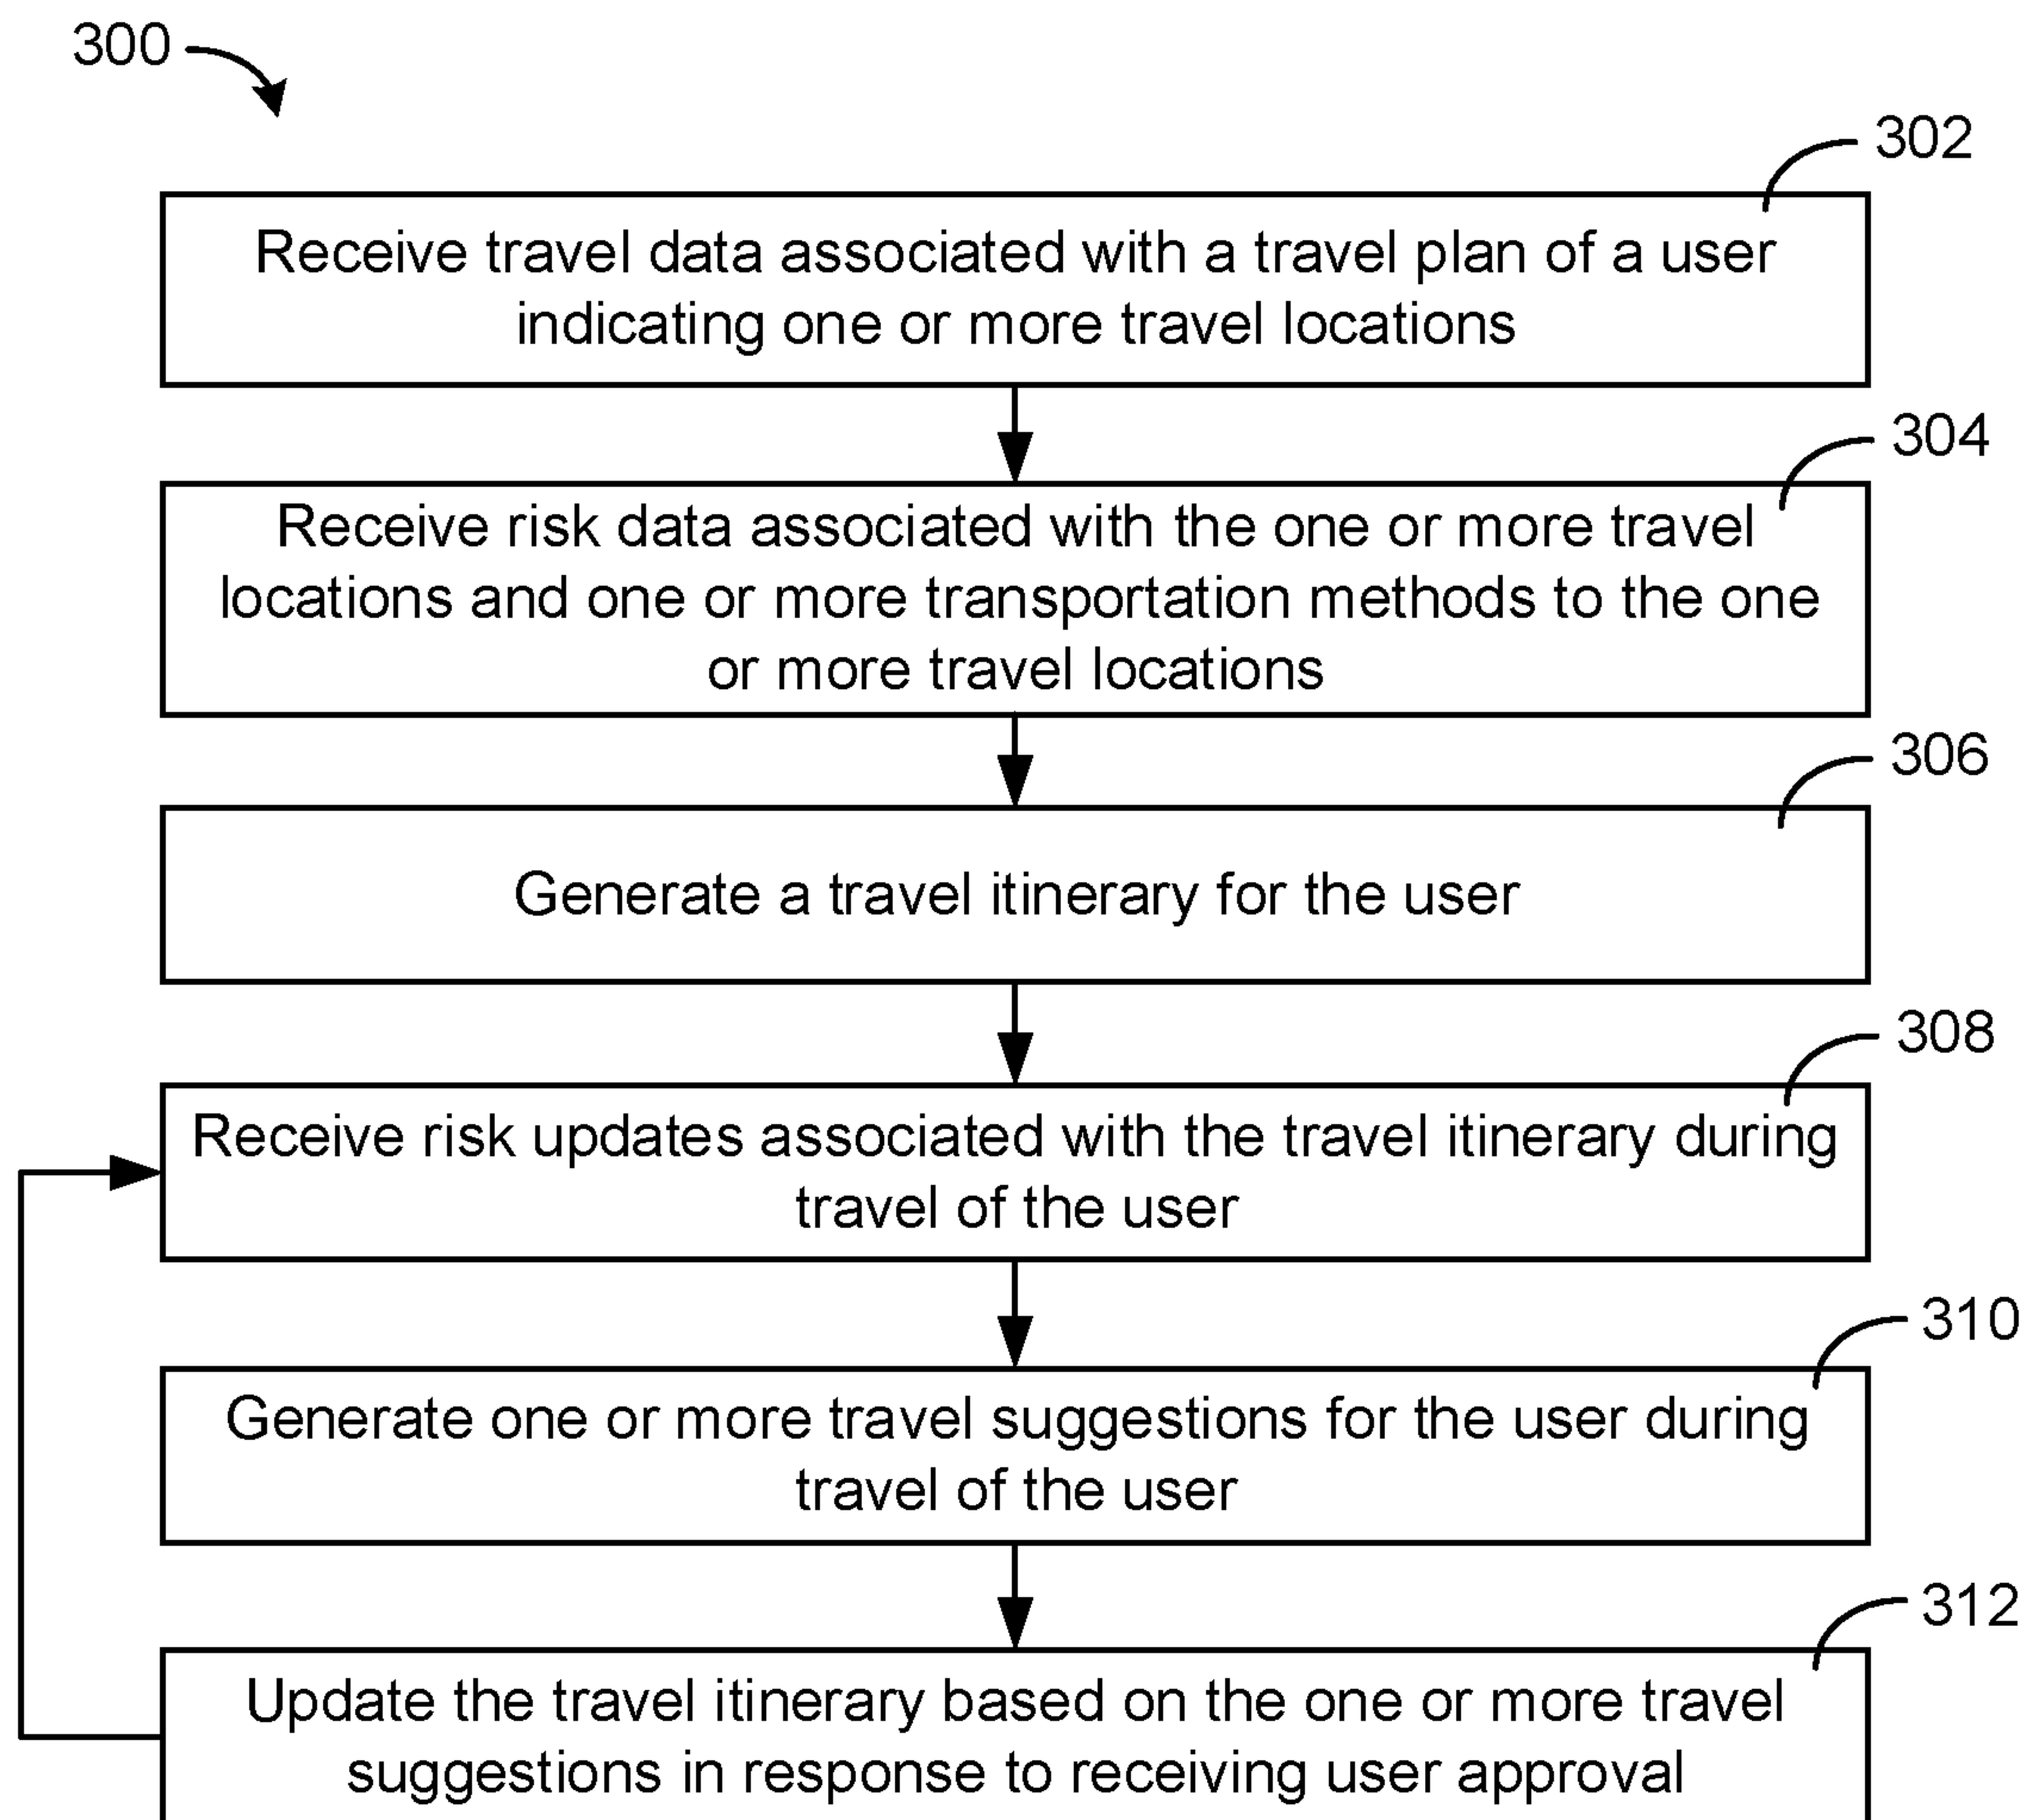 300
302
Receive travel data associated with a travel plan of a user
indicating one or more travel locations
304
Receive risk data associated with the one or more travel
locations and one or more transportation methods to the one
or more travel locations
306
Generate a travel itinerary for the user
308
Receive risk updates associated with the travel itinerary during
travel of the user
310
Generate one or more travel suggestions for the user during
travel of the user
312
Update the travel itinerary based on the one or more travel
suggestions in response to receiving user approval